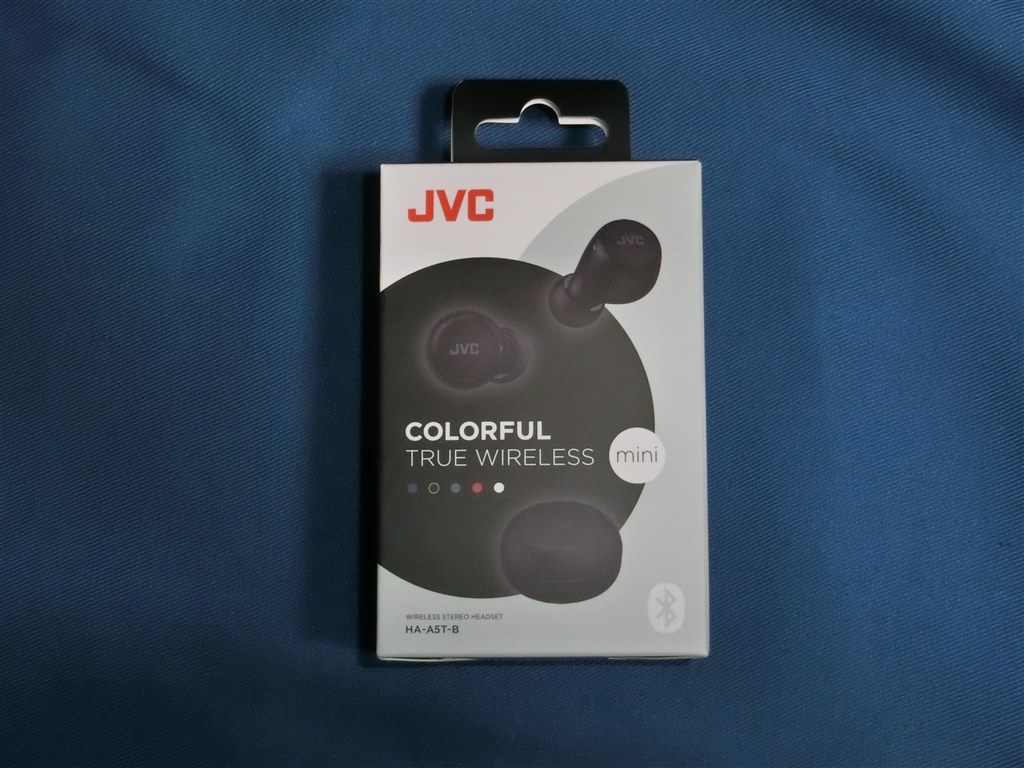 JVC
JVC
JVC
COLORFUL
TRUE WIRELESS
mini
WIRELESS STEREO HEADSET
HA-A5T-B